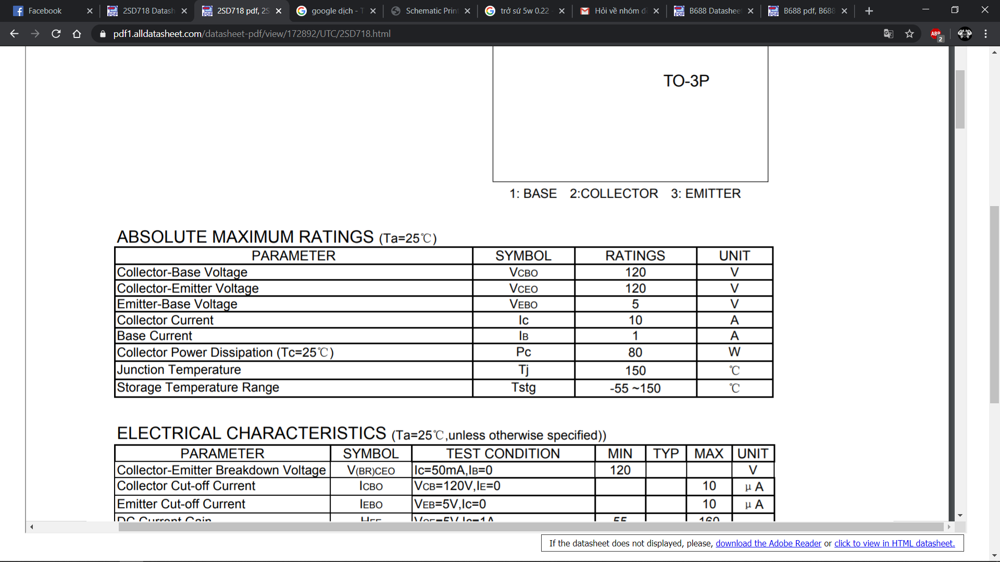 Facebook
2SD718 Datash
2SD718 pdf, 2S
google dịch - T
Schematic Print
trở sứ 5w 0.22 -
Hỏi về nhóm đ
B688 Datasheet
B688 pdf, B688
pdf1.alldatasheet.com/datasheet-pdf/view/172892/UTC/2SD718.html
ABP
2
TO-3P
1: BASE 2:COLLECTOR 3: EMITTER
ABSOLUTE MAXIMUM RATINGS (Ta=25℃)
PARAMETER SYMBOL RATINGS UNIT
Collector-Base Voltage VCBO 120 V
Collector-Emitter Voltage VCEO 120 V
Emitter-Base Voltage VEBO 5 V
Collector Current Ic 10 A
Base Current IB 1 A
Collector Power Dissipation (Tc=25℃) Pc 80 W
Junction Temperature Tj 150 ℃
Storage Temperature Range Tstg -55 ~150 ℃
ELECTRICAL CHARACTERISTICS (Ta=25℃,unless otherwise specified))
PARAMETER SYMBOL TEST CONDITION MIN TYP MAX UNIT
Collector-Emitter Breakdown Voltage V(BR)CEO Ic=50mA,IB=0 120 V
Collector Cut-off Current ICBO VCB=120V,IE=0 10 μA
Emitter Cut-off Current IEBO VEB=5V,Ic=0 10 μA
DC Current Gain HFE VCE=5V,Ic=1A 55 160
If the datasheet does not displayed, please, download the Adobe Reader or click to view in HTML datasheet.